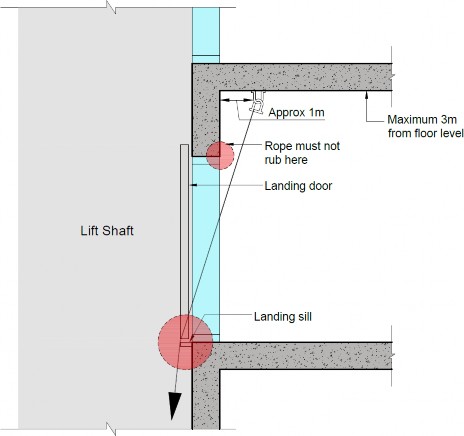 Approx 1m
Maximum 3m
from floor level
Rope must not
rub here
Landing door
Lift Shaft
Landing sill